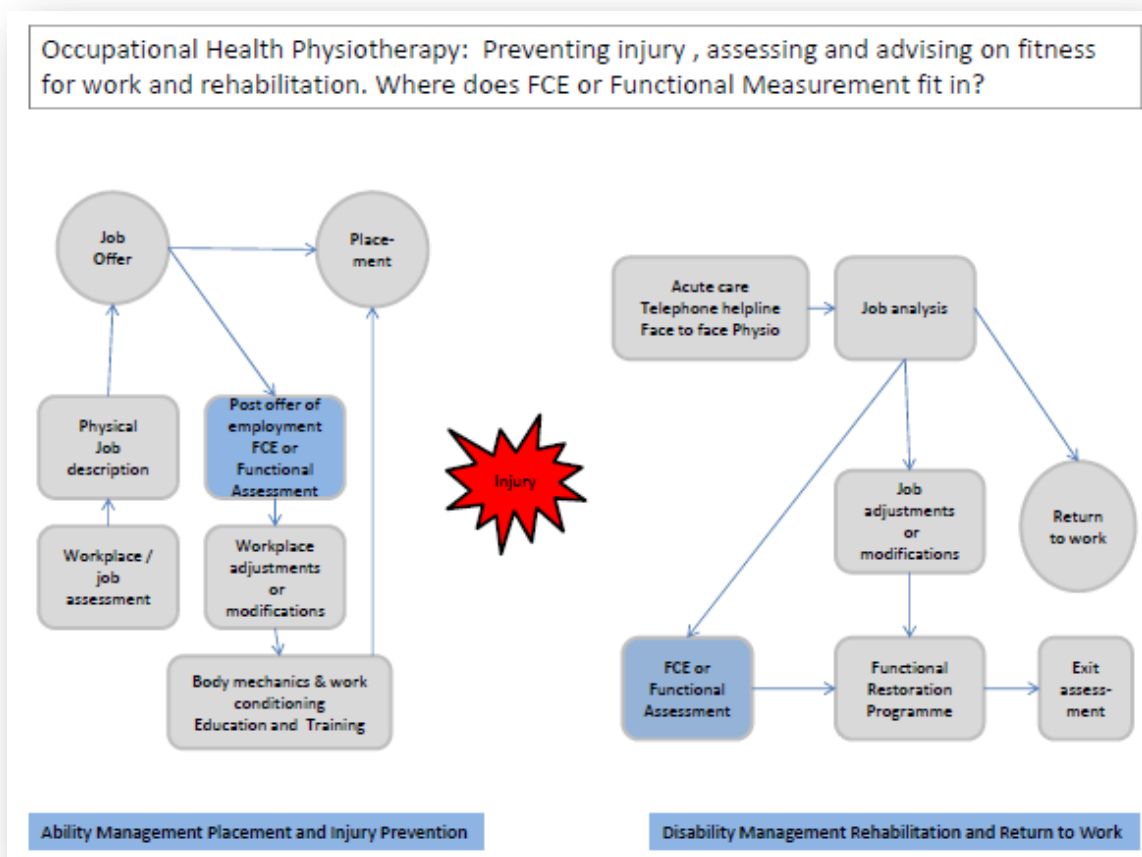 Occupational Health Physiotherapy:  Preventing injury , assessing and advising on fitness
for work and rehabilitation. Where does FCE or Functional Measurement fit in?
Job
Offer
Place-
ment
Physical
Job
description
Workplace /
job
assessment
Post offer of
employment
FCE or
Functional
Assessment
Workplace
adjustments
or
modifications
Body mechanics & work
conditioning
Education and  Training
Injury
Acute care
Telephone helpline
Face to face Physio
Job analysis
Job
adjustments
or
modifications
Return
to work
FCE or
Functional
Assessment
Functional
Restoration
Programme
Exit
assess-
ment
Ability Management Placement and Injury Prevention
Disability Management Rehabilitation and Return to Work